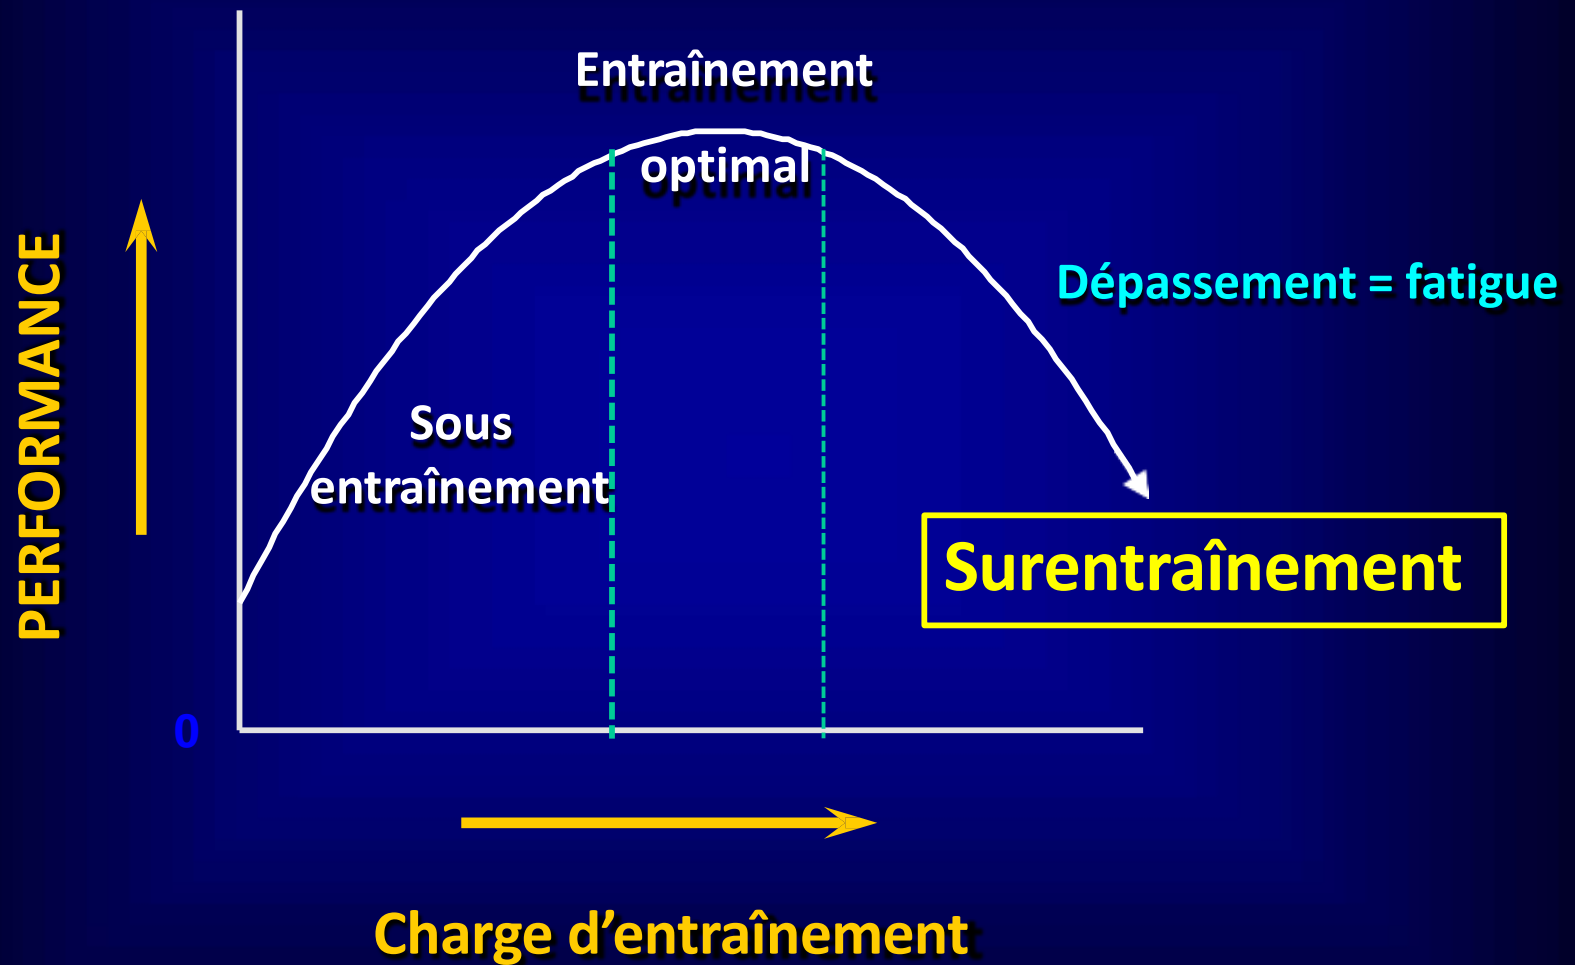 Entraînement
optimal
PERFORMANCE
Dépassement = fatigue
Sous
entraînement
Surentraînement
0
Charge d’entraînement